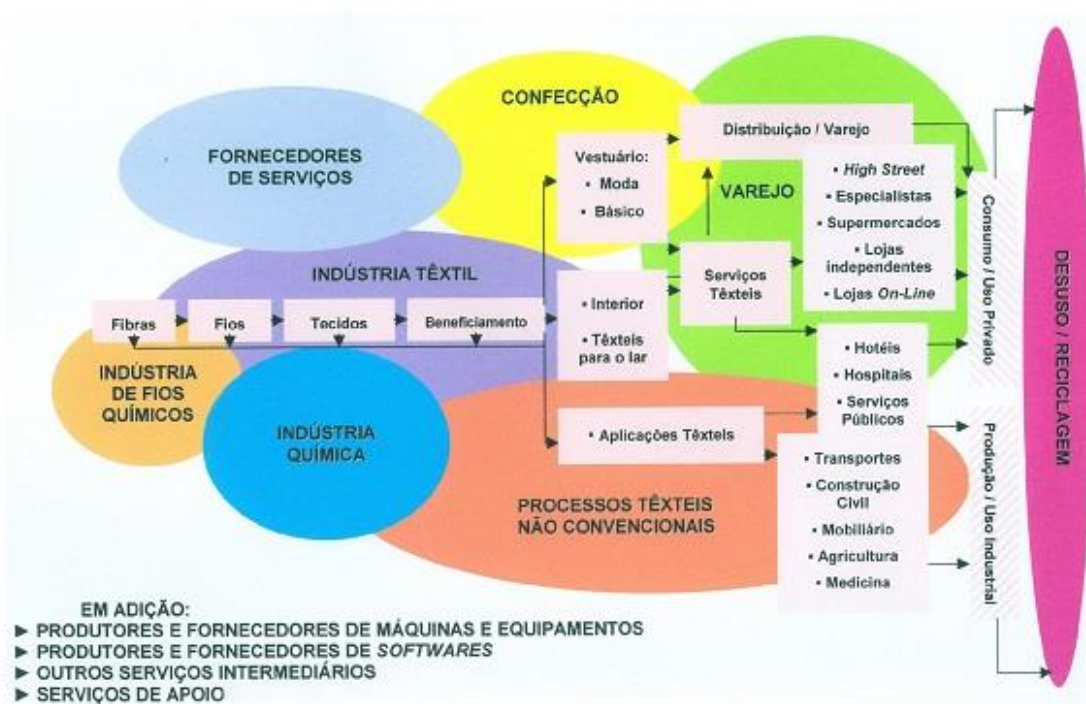 CONFECÇÃO
FORNECEDORES
DE SERVIÇOS
Distribuição / Varejo
Vestuário:
▪ Moda
▪ Básico
VAREJO
▪ High Street
▪ Especialistas
▪ Supermercados
▪ Lojas
independentes
▪ Lojas On-Line
INDÚSTRIA TÊXTIL
Serviços
Têxteis
Fibras
Fios
Tecidos
Beneficiamento
▪ Interior
▪ Têxteis
para o lar
▪ Hotéis
▪ Hospitais
▪ Serviços
Públicos
INDÚSTRIA
DE FIOS
QUÍMICOS
INDÚSTRIA
QUÍMICA
▪ Aplicações Têxteis
▪ Transportes
▪ Construção
Civil
▪ Mobiliário
▪ Agricultura
▪ Medicina
PROCESSOS TÊXTEIS
NÃO CONVENCIONAIS
Consumo / Uso Privado
Produção / Uso Industrial
DESUSO / RECICLAGEM
EM ADIÇÃO:
► PRODUTORES E FORNECEDORES DE MÁQUINAS E EQUIPAMENTOS
► PRODUTORES E FORNECEDORES DE SOFTWARES
► OUTROS SERVIÇOS INTERMEDIÁRIOS
► SERVIÇOS DE APOIO